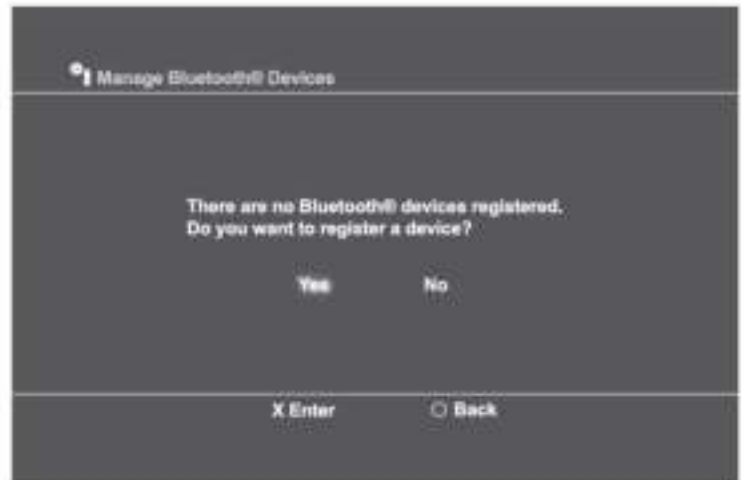 Manage Bluetooth® Devices
There are no Bluetooth® devices registered.
Do you want to register a device?
Yes No
X Enter ○ Back